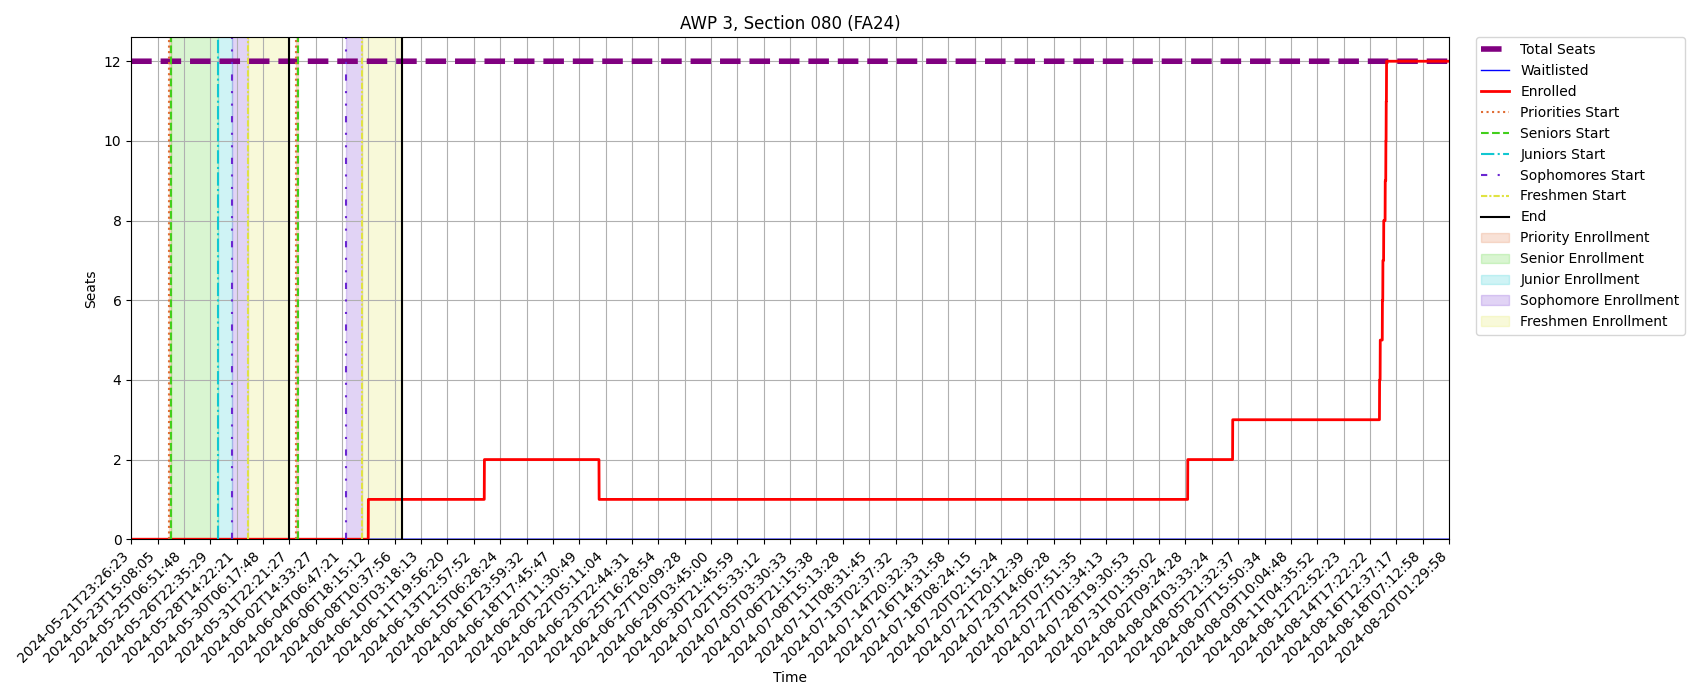 AWP 3, Section 080 (FA24)
Total Seats
Waitlisted
Enrolled
Priorities Start
Seniors Start
Juniors Start
Sophomores Start
Freshmen Start
End
Priority Enrollment
Senior Enrollment
Junior Enrollment
Sophomore Enrollment
Freshmen Enrollment
Seats
12
10
8
6
4
2
0
2024-05-21T23:26:23
2024-05-23T15:08:05
2024-05-25T06:51:48
2024-05-26T22:35:29
2024-05-28T14:22:21
2024-05-30T06:17:48
2024-05-31T22:21:27
2024-06-02T14:33:27
2024-06-04T06:47:21
2024-06-06T18:15:12
2024-06-08T10:37:56
2024-06-10T03:18:13
2024-06-11T19:56:20
2024-06-13T12:57:52
2024-06-15T06:28:24
2024-06-16T23:59:32
2024-06-18T17:45:47
2024-06-20T11:30:49
2024-06-22T05:11:04
2024-06-23T22:44:31
2024-06-25T16:28:54
2024-06-27T10:09:28
2024-06-29T03:45:00
2024-06-30T21:45:59
2024-07-02T15:33:12
2024-07-05T03:30:33
2024-07-06T21:15:38
2024-07-08T15:13:28
2024-07-11T08:31:45
2024-07-13T02:37:32
2024-07-14T20:32:33
2024-07-16T14:31:58
2024-07-18T08:24:15
2024-07-20T02:15:24
2024-07-21T20:12:39
2024-07-23T14:06:28
2024-07-25T07:51:35
2024-07-27T01:34:13
2024-07-28T19:30:53
2024-07-31T01:35:02
2024-08-02T09:24:28
2024-08-04T03:33:24
2024-08-05T21:32:37
2024-08-07T15:50:34
2024-08-09T10:04:48
2024-08-11T04:35:52
2024-08-12T22:52:23
2024-08-14T17:22:22
2024-08-16T12:37:17
2024-08-18T07:12:58
2024-08-20T01:29:58
Time